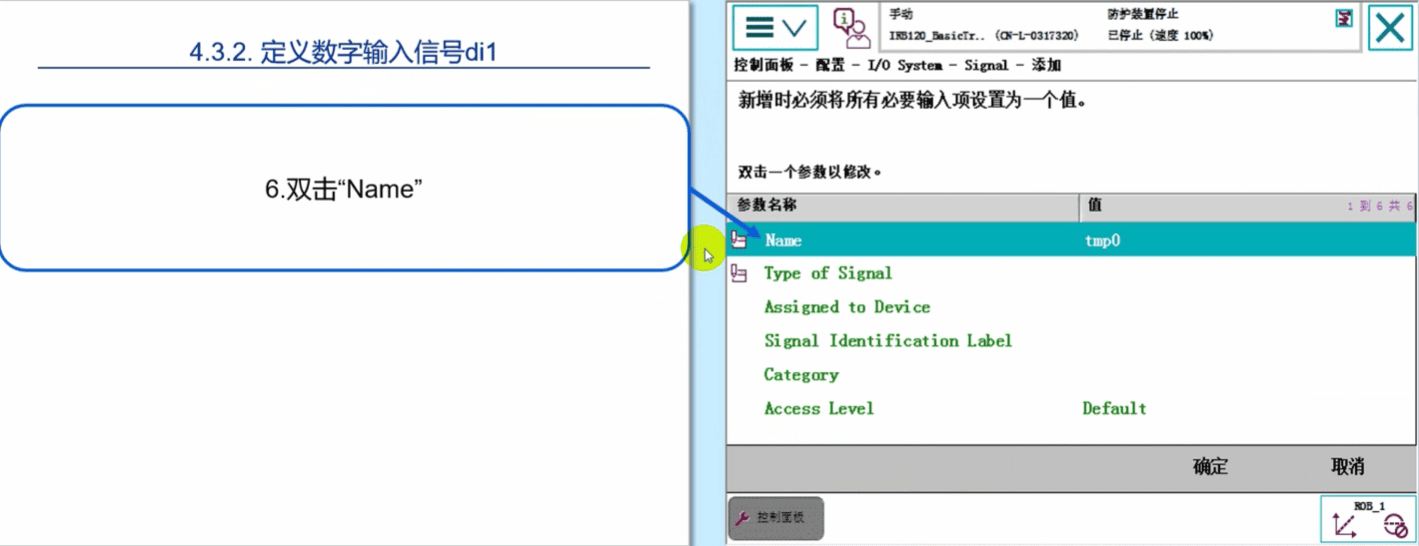 4.3.2. 定义数字输入信号di1
6.双击“Name”
手动
防护装置停止
IRB120_BasicTr.. (CN-L-0317320)
已停止 (速度 100%)
控制面板 - 配置 - I/O System - Signal - 添加
新增时必须将所有必要输入项设置为一个值。
双击一个参数以修改。
参数名称
值
1 到 6 共 6
Name
tmp0
Type of Signal
Assigned to Device
Signal Identification Label
Category
Access Level
Default
确定
取消
控制面板
ROB_1